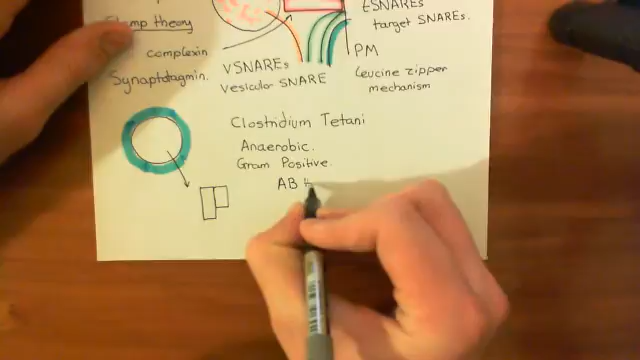 Clamp theory
complexin
Synaptotagmin.
VSNAREs
Vesicular SNARE
tSNAREs
target SNAREs.
PM
Leucine zipper
mechanism
Clostridium Tetani
Anaerobic.
Gram Positive.
AB